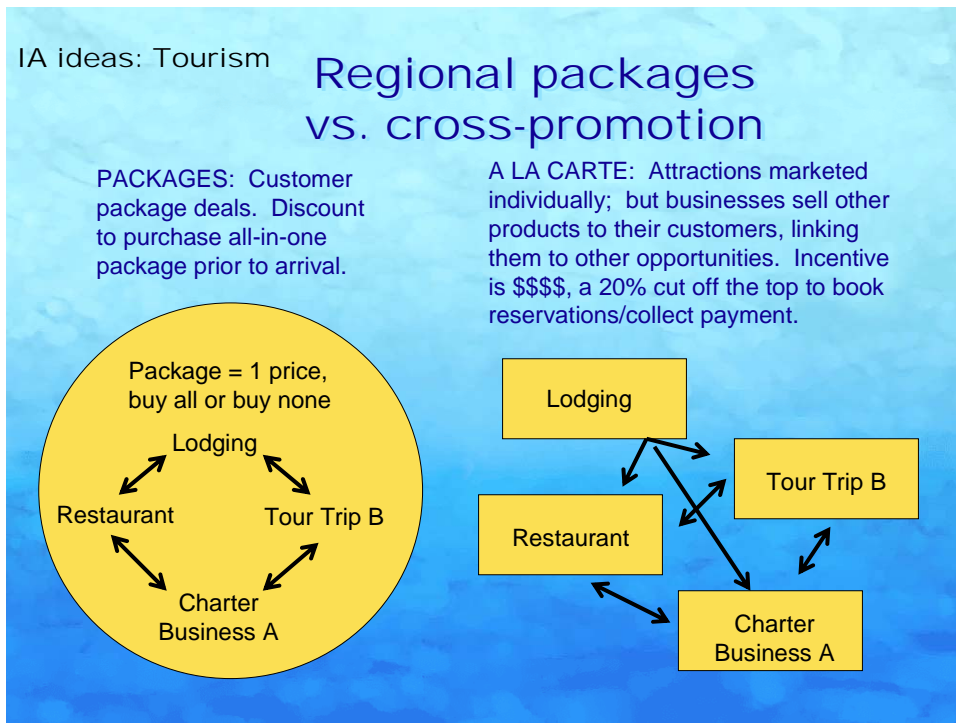 IA ideas: Tourism
Regional packages
vs. cross-promotion
PACKAGES: Customer
package deals. Discount
to purchase all-in-one
package prior to arrival.
A LA CARTE: Attractions marketed
individually; but businesses sell other
products to their customers, linking
them to other opportunities. Incentive
is $$$$, a 20% cut off the top to book
reservations/collect payment.
Package = 1 price,
buy all or buy none
Lodging
Restaurant
Tour Trip B
Charter
Business A
Lodging
Tour Trip B
Restaurant
Charter
Business A